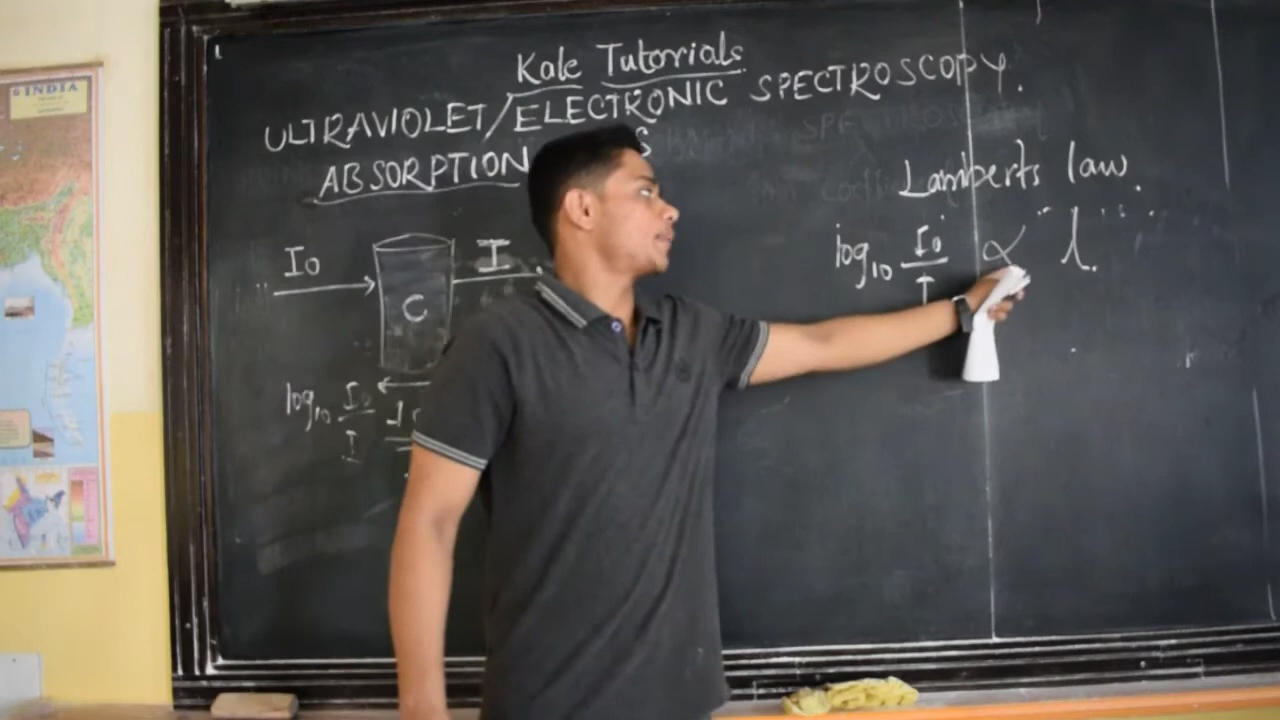 Kale Tutorials
ULTRAVIOLET/ELECTRONIC SPECTROSCOPY.
ABSORPTION
Lamberts law.
I₀ I
C
log₁₀ I₀/I ∝ l.
log₁₀ I₀/I
INDIA